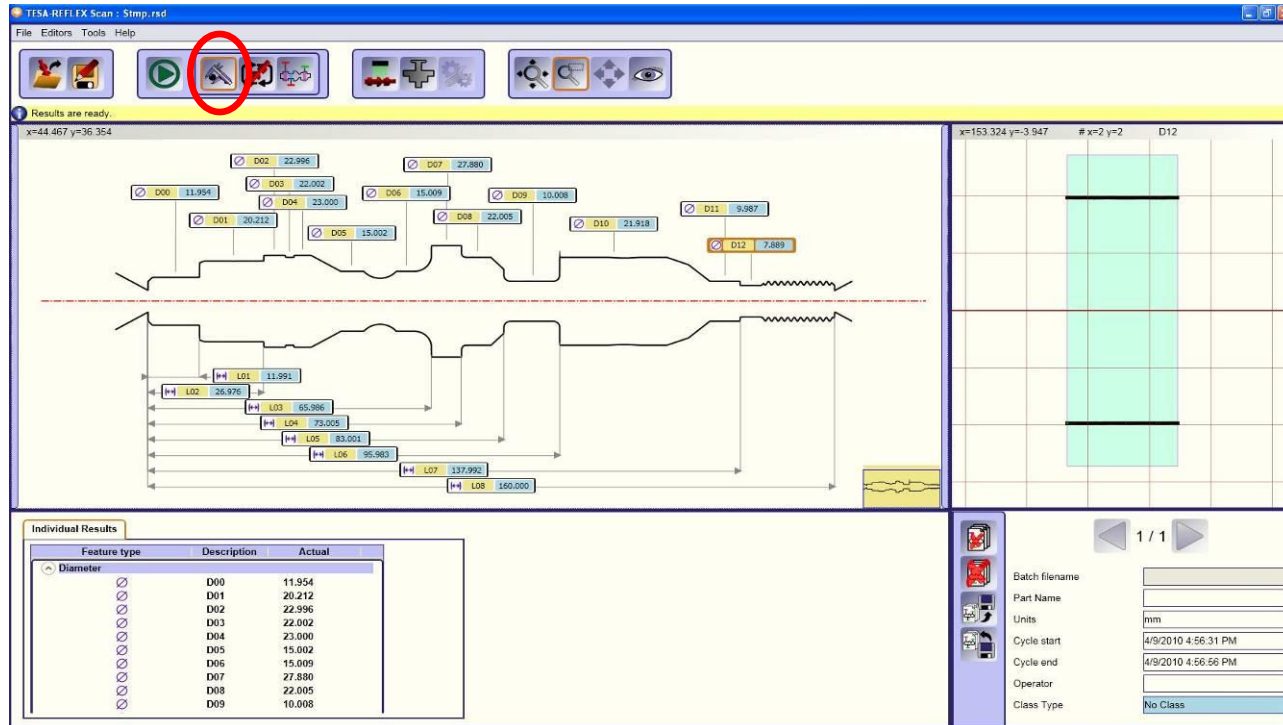 TESA-REFLEX Scan : Stmp.rsd
File Editors Tools Help
Results are ready.
x=44.467 y=36.354
x=153.324 y=-3.947 # x=2 y=2 D12
D02 22.996
D07 27.880
D03 22.002
D00 11.954
D06 15.009
D09 10.008
D04 23.000
D11 9.987
D01 20.212
D08 22.005
D10 21.918
D05 15.002
D12 7.889
L01 11.991
L02 26.976
L03 65.986
L04 73.005
L05 83.001
L06 95.983
L07 137.992
L08 160.000
Individual Results
Feature type Description Actual
Diameter
D00 11.954
D01 20.212
D02 22.996
D03 22.002
D04 23.000
D05 15.002
D06 15.009
D07 27.880
D08 22.005
D09 10.008
1 / 1
Batch filename
Part Name
Units mm
Cycle start 4/9/2010 4:56:31 PM
Cycle end 4/9/2010 4:56:56 PM
Operator
Class Type No Class